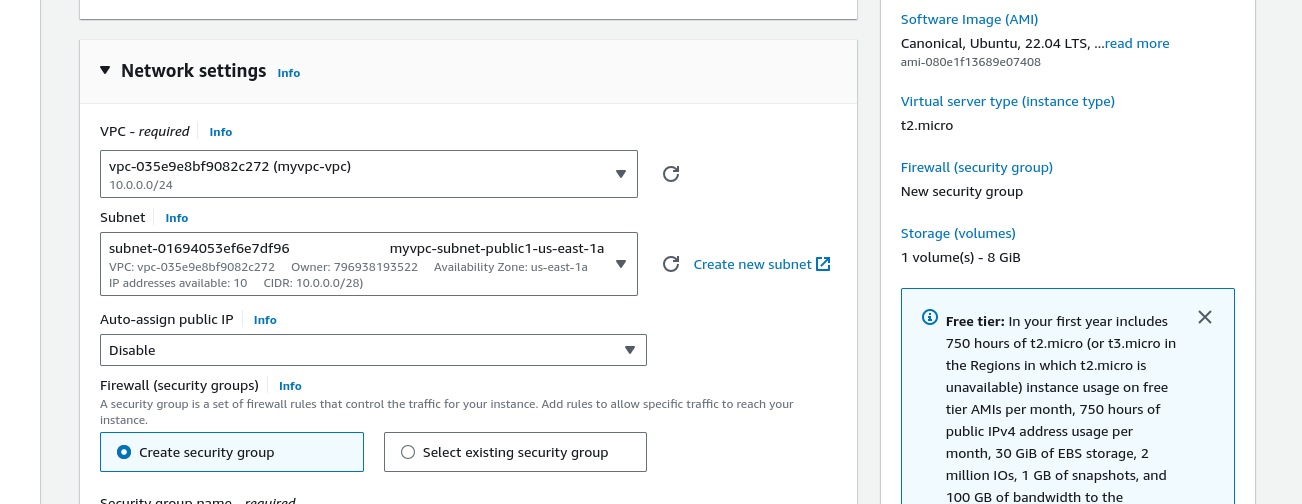 Network settings Info
VPC - required Info
vpc-035e9e8bf9082c272 (myvpc-vpc)
10.0.0.0/24
Subnet Info
subnet-01694053ef6e7df96 myvpc-subnet-public1-us-east-1a
VPC: vpc-035e9e8bf9082c272 Owner: 796938193522 Availability Zone: us-east-1a
IP addresses available: 10 CIDR: 10.0.0.0/28)
Create new subnet
Auto-assign public IP Info
Disable
Firewall (security groups) Info
A security group is a set of firewall rules that control the traffic for your instance. Add rules to allow specific traffic to reach your
instance.
Create security group
Select existing security group
Security group name - required
Software Image (AMI)
Canonical, Ubuntu, 22.04 LTS, ...read more
ami-080e1f13689e07408
Virtual server type (instance type)
t2.micro
Firewall (security group)
New security group
Storage (volumes)
1 volume(s) - 8 GiB
Free tier: In your first year includes
750 hours of t2.micro (or t3.micro in
the Regions in which t2.micro is
unavailable) instance usage on free
tier AMIs per month, 750 hours of
public IPv4 address usage per
month, 30 GiB of EBS storage, 2
million IOs, 1 GB of snapshots, and
100 GB of bandwidth to the